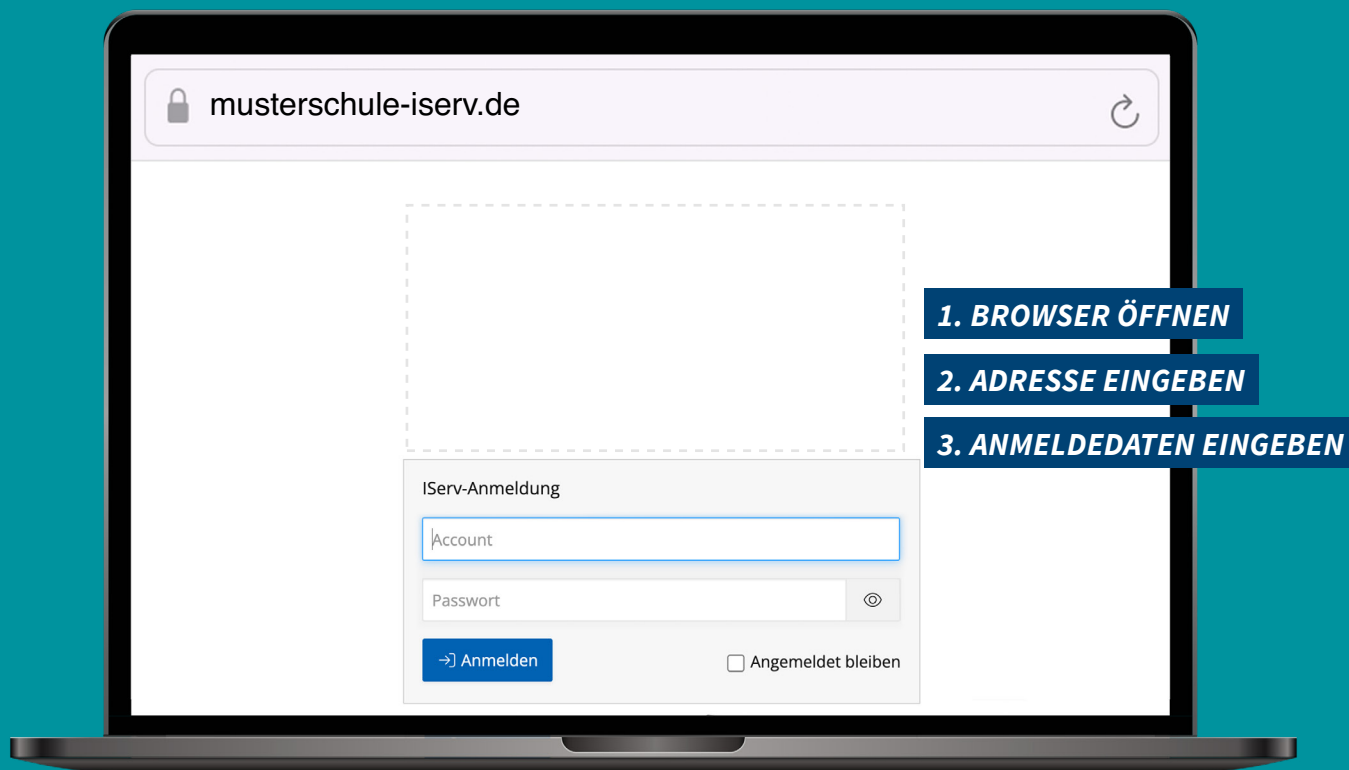 musterschule-iserv.de
1. BROWSER ÖFFNEN
2. ADRESSE EINGEBEN
3. ANMELDEDATEN EINGEBEN
IServ-Anmeldung
Account
Passwort
Anmelden
Angemeldet bleiben